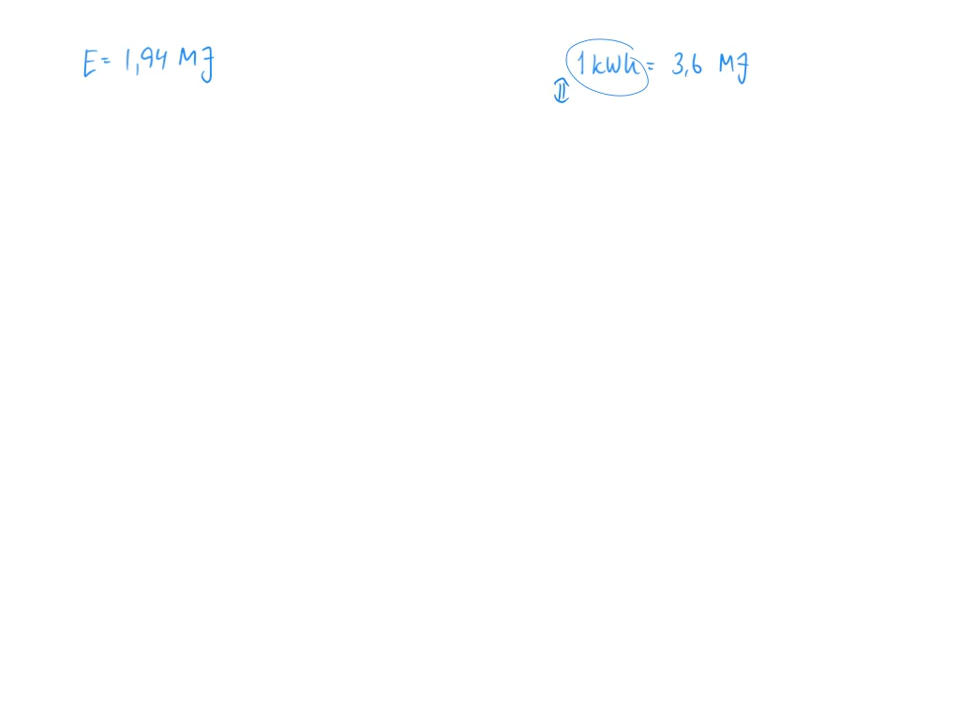 E = 1,94 MJ
1 kWh = 3,6 MJ